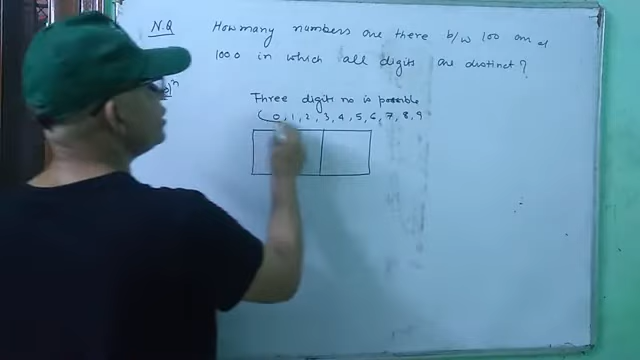 N.Q How many numbers are there b/w 100 and
1000 in which all digits are distinct?
Three digits no is possible
(0, 1, 2, 3, 4, 5, 6, 7, 8, 9